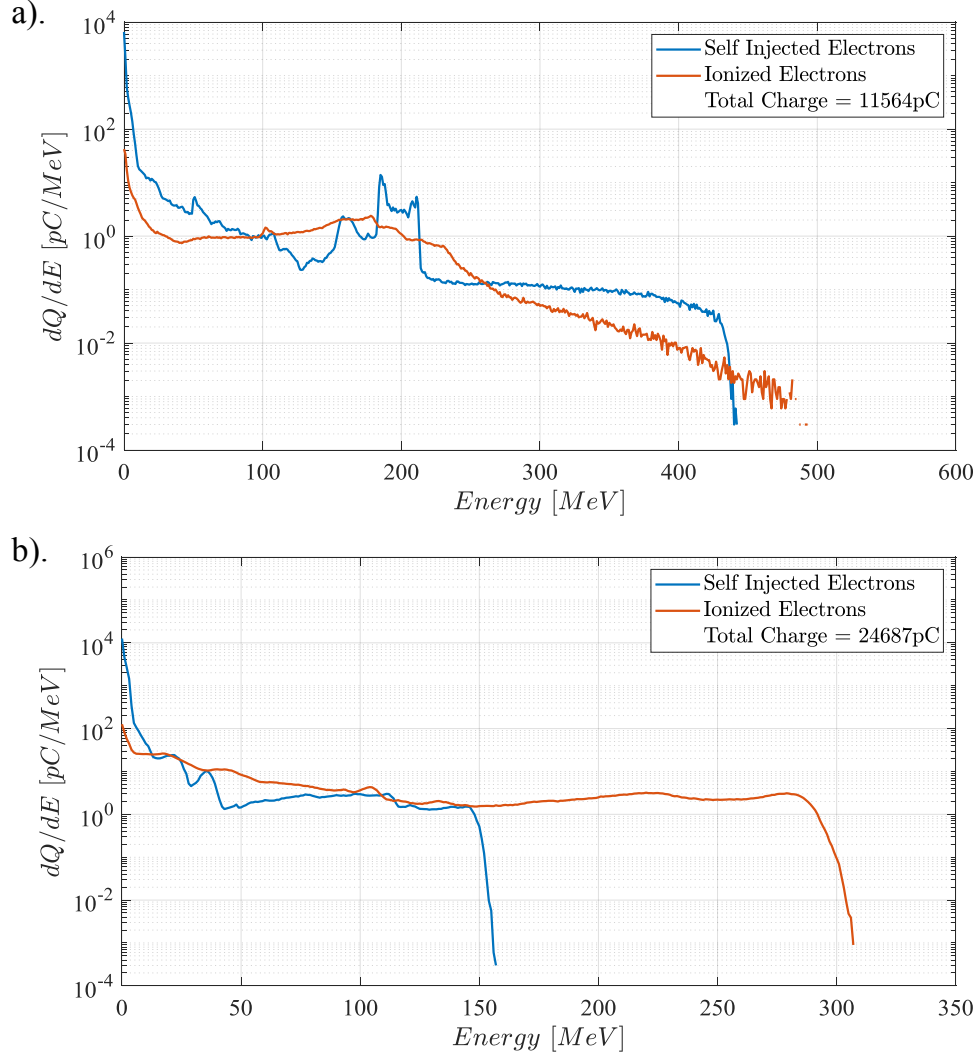 a).
10^4
10^2
10^0
10^-2
10^-4
dQ/dE [pC/MeV]
Self Injected Electrons
Ionized Electrons
Total Charge = 11564pC
0 100 200 300 400 500 600
Energy [MeV]
b).
10^6
10^4
10^2
10^0
10^-2
10^-4
dQ/dE [pC/MeV]
Self Injected Electrons
Ionized Electrons
Total Charge = 24687pC
0 50 100 150 200 250 300 350
Energy [MeV]